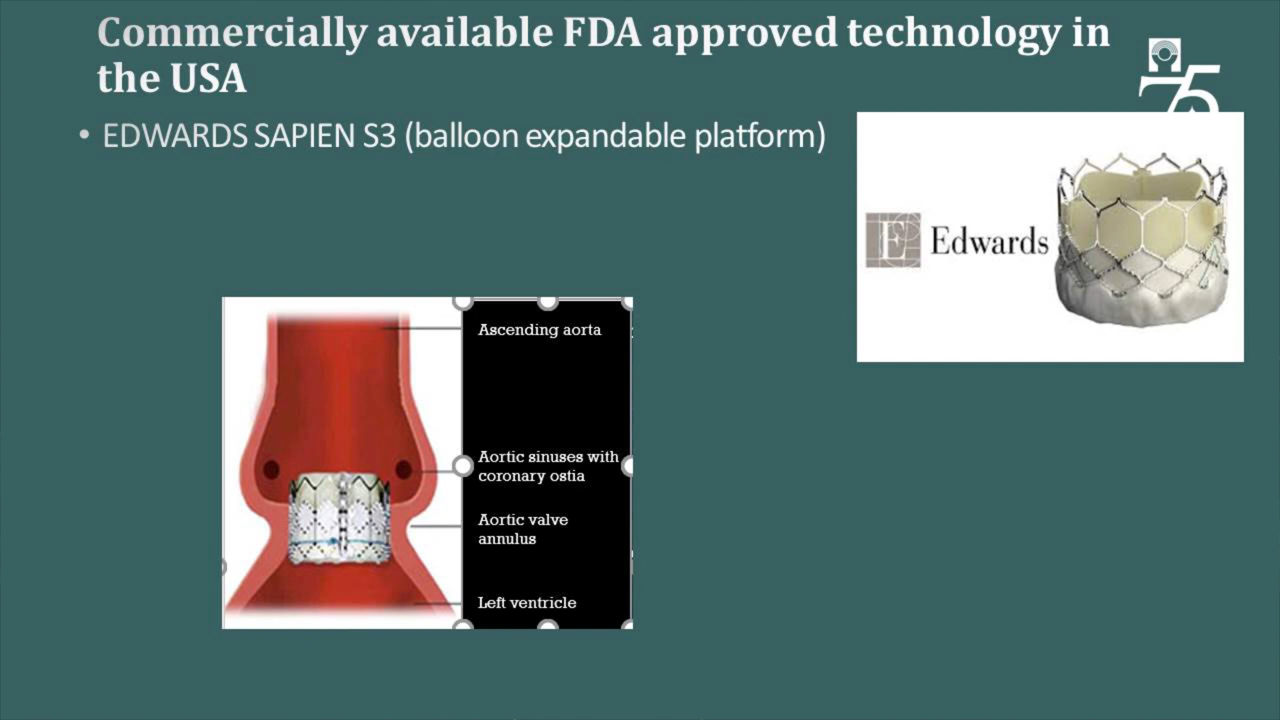 Commercially available FDA approved technology in
the USA
75
• EDWARDS SAPIEN S3 (balloon expandable platform)
E Edwards
Ascending aorta
Aortic sinuses with
coronary ostia
Aortic valve
annulus
Left ventricle